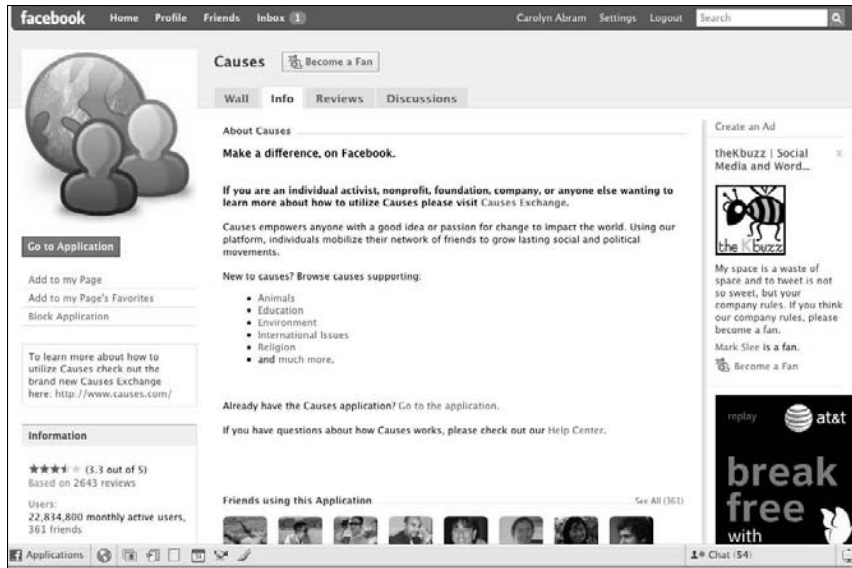 facebook Home Profile Friends Inbox 1 Carolyn Abram Settings Logout Search
Causes Become a Fan
Wall Info Reviews Discussions
Go to Application
Add to my Page
Add to my Page's Favorites
Block Application
To learn more about how to
utilize Causes check out the
brand new Causes Exchange
here: http://www.causes.com/
Information
(3.3 out of 5)
Based on 2643 reviews
Users:
22,834,800 monthly active users,
361 friends
About Causes
Make a difference, on Facebook.
If you are an individual activist, nonprofit, foundation, company, or anyone else wanting to
learn more about how to utilize Causes please visit Causes Exchange.
Causes empowers anyone with a good idea or passion for change to impact the world. Using our
platform, individuals mobilize their network of friends to grow lasting social and political
movements.
New to causes? Browse causes supporting:
• Animals
• Education
• Environment
• International Issues
• Religion
• and much more.
Already have the Causes application? Go to the application.
If you have questions about how Causes works, please check out our Help Center.
Friends using this Application See All (361)
Create an Ad
theKbuzz | Social x
Media and Word...
the Kbuzz
My space is a waste of
space and to tweet is not
so sweet, but your
company rules. If you think
our company rules, please
become a fan.
Mark Slee is a fan.
Become a Fan
replay at&t
break
free
with
Applications 31 Chat (54)